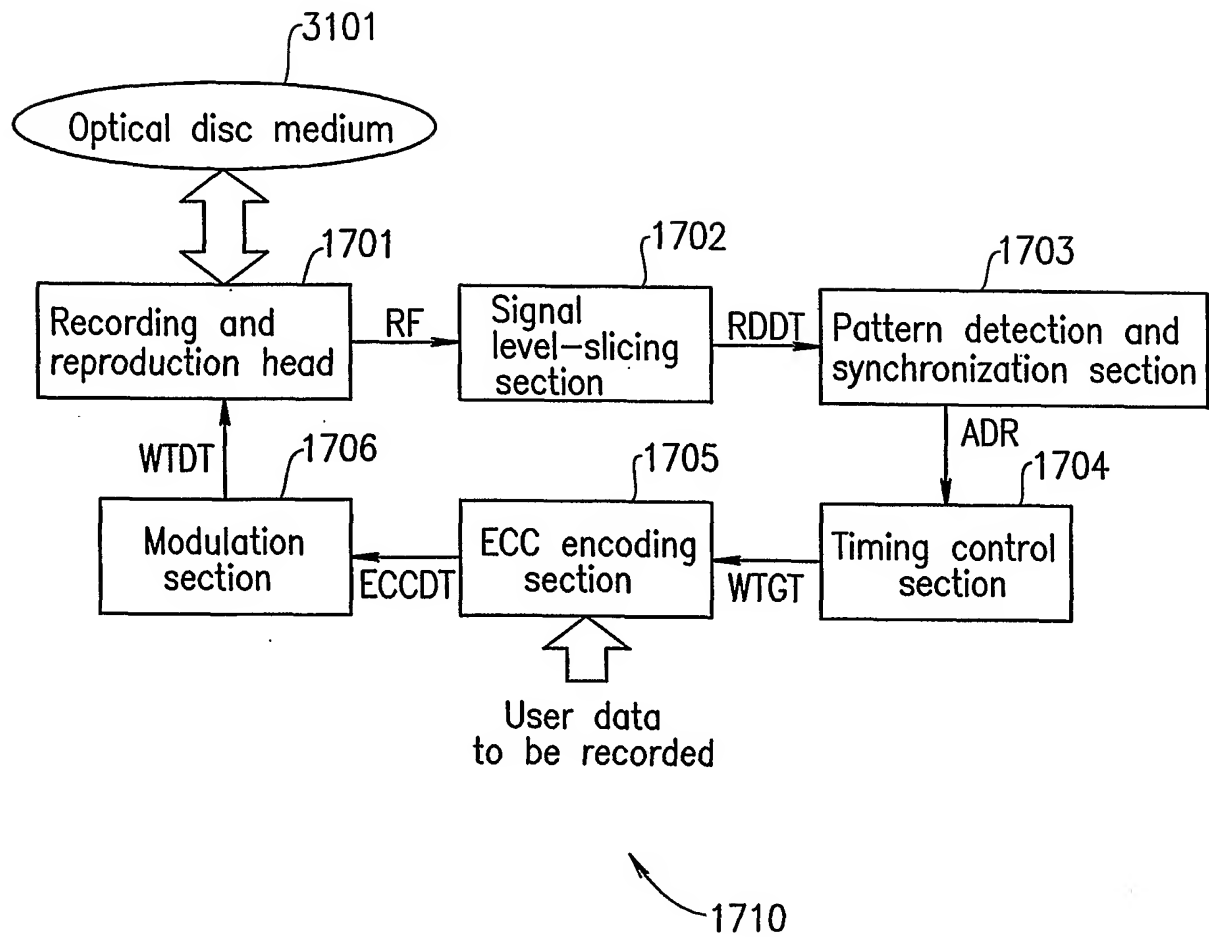 3101
Optical disc medium
1701
1702
1703
Recording and
reproduction head
RF
Signal
level-slicing
section
RDDT
Pattern detection and
synchronization section
WTDT
1706
1705
ADR
1704
Modulation
section
ECCDT
ECC encoding
section
WTGT
Timing control
section
User data
to be recorded
1710